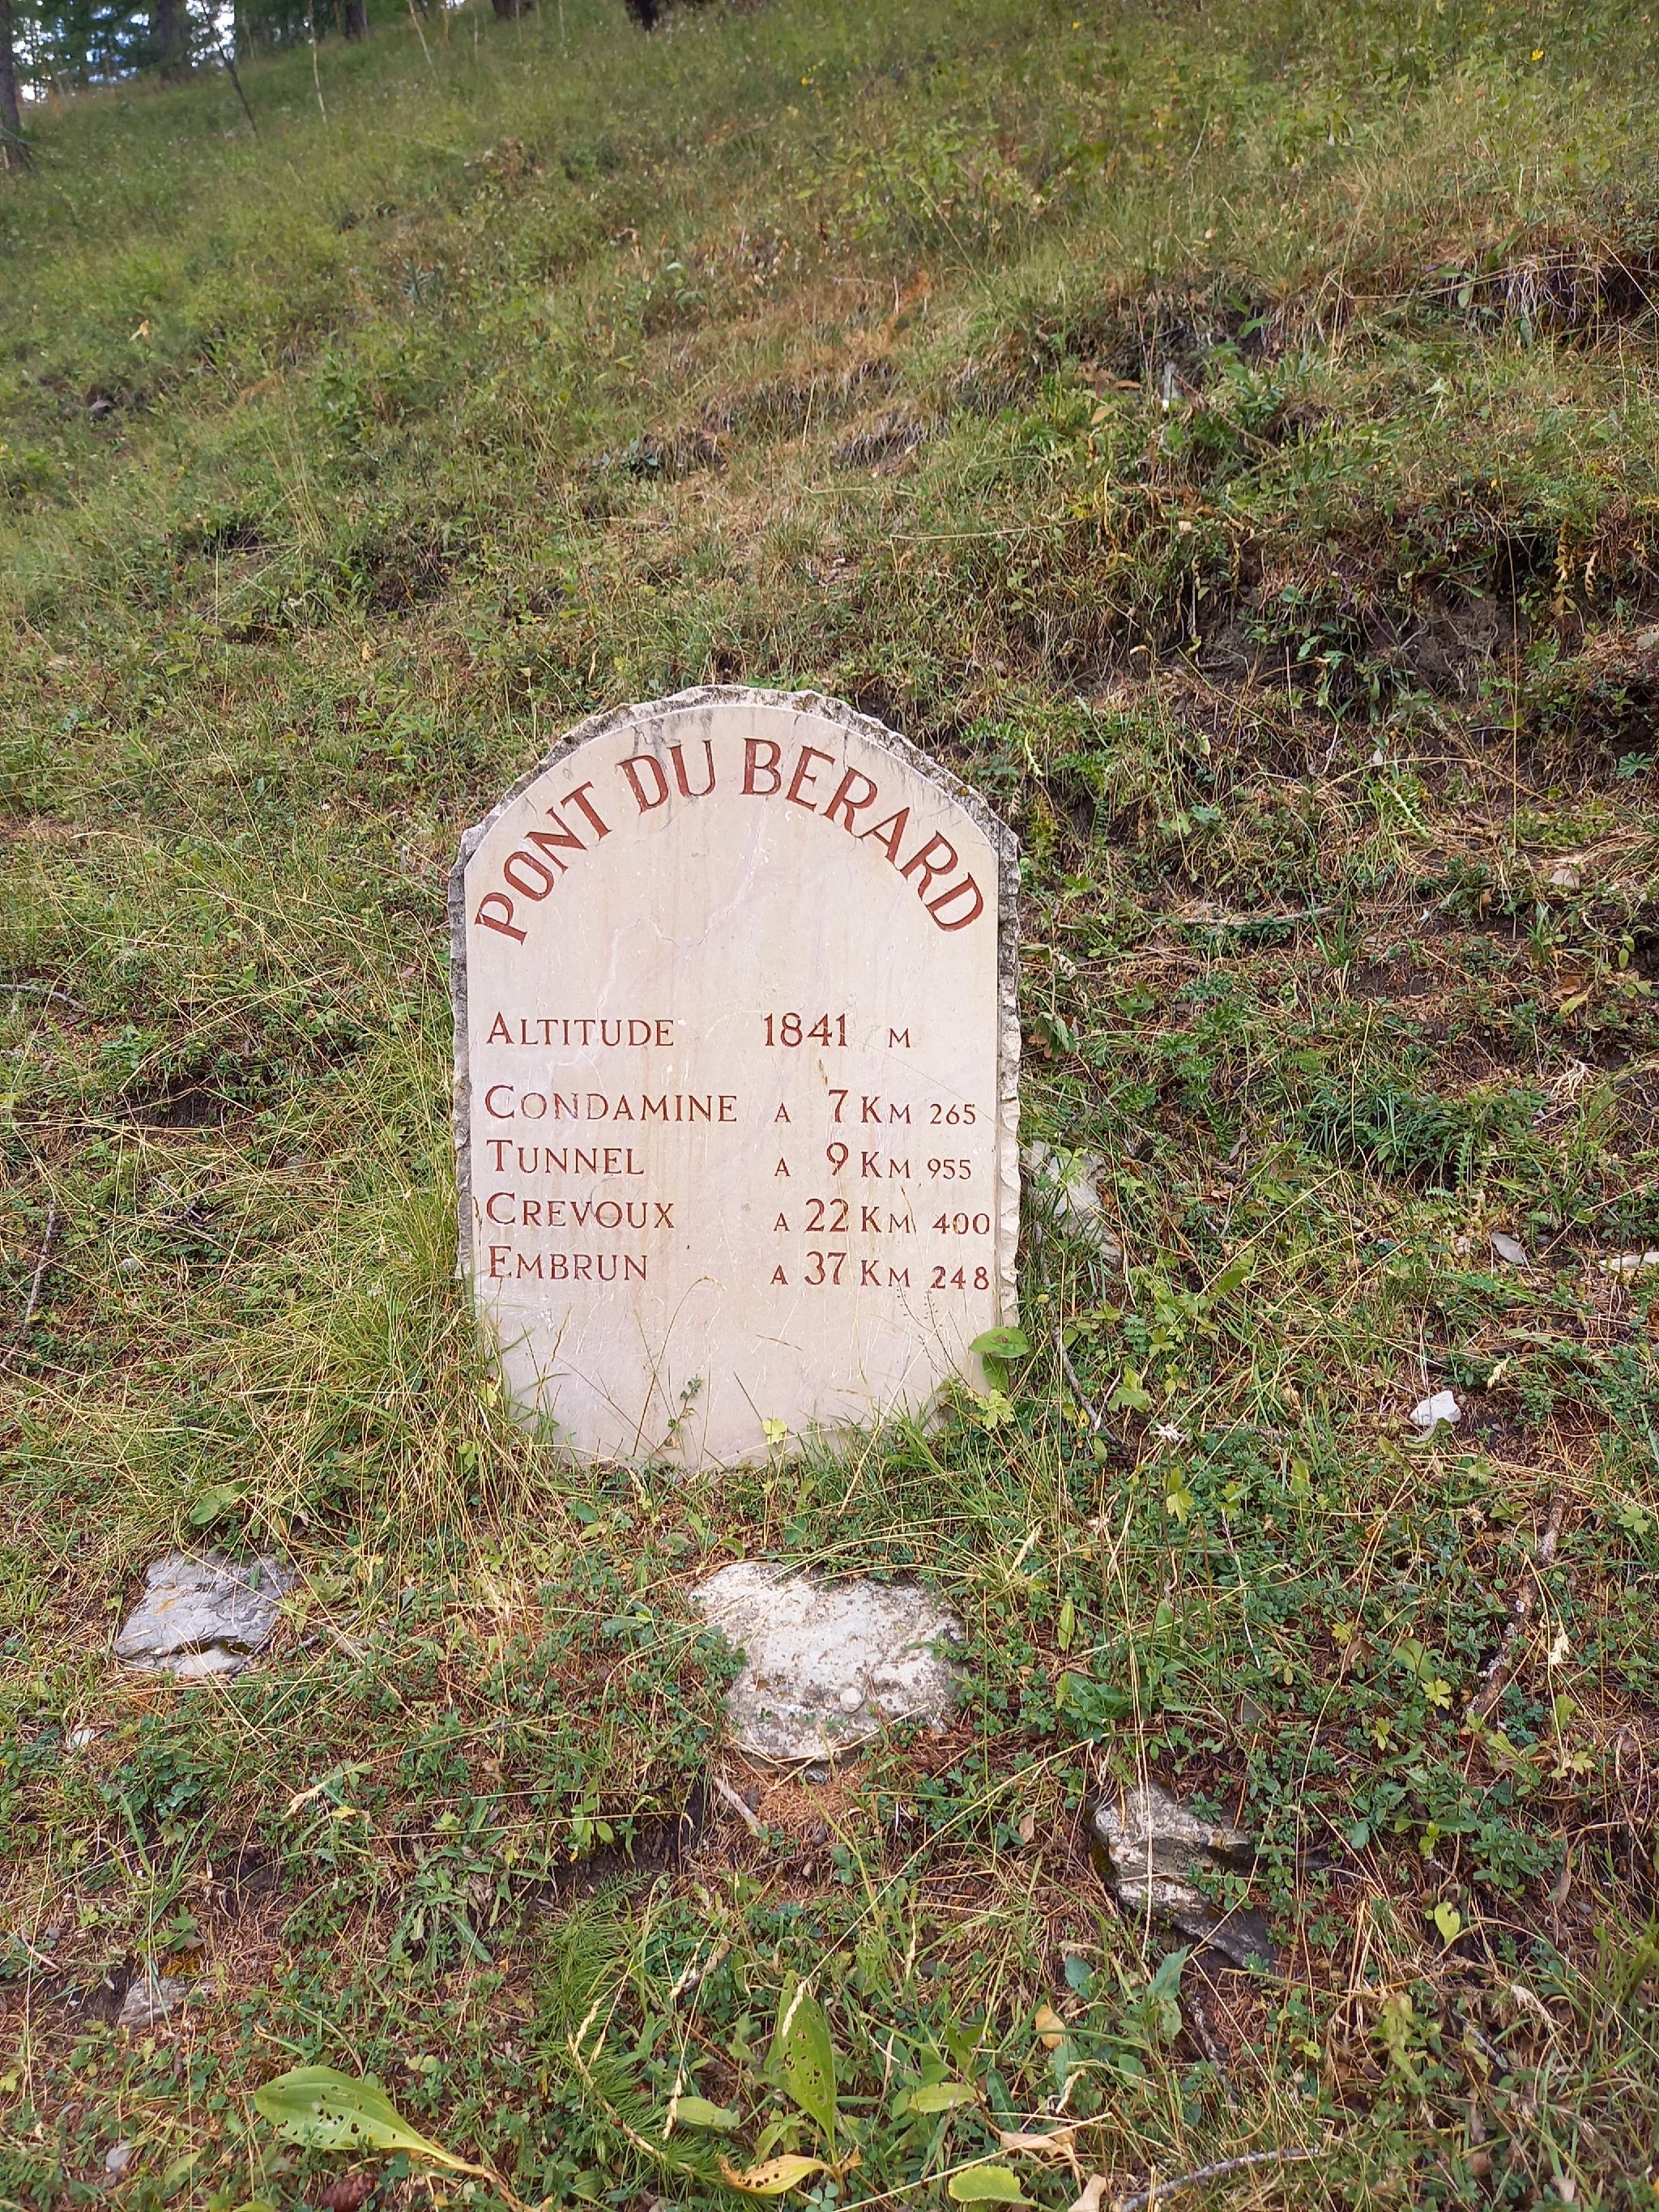 PONT DU BERARD
ALTITUDE 1841 M
CONDAMINE A 7 KM 265
TUNNEL A 9 KM 955
CREVOUX A 22 KM 400
EMBRUN A 37 KM 248